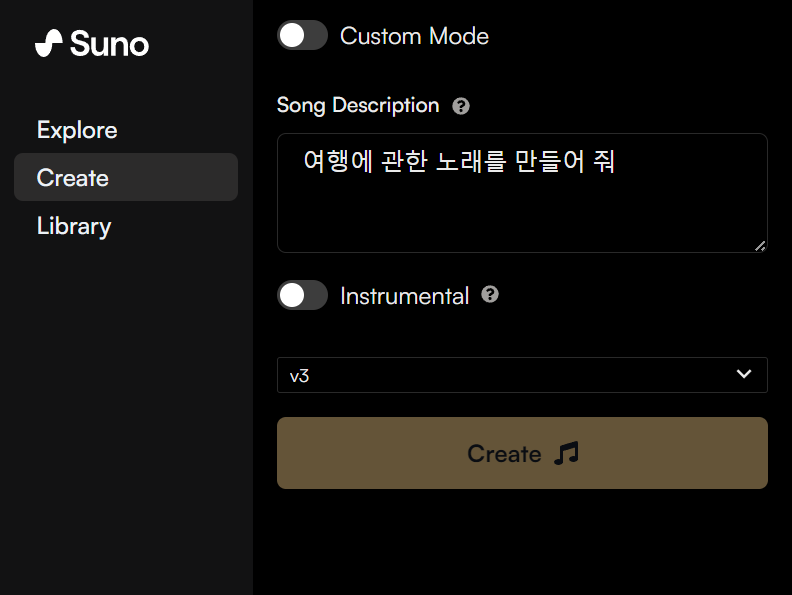 Suno
Explore
Create
Library
Custom Mode
Song Description ?
여행에 관한 노래를 만들어 줘
Instrumental ?
v3
Create